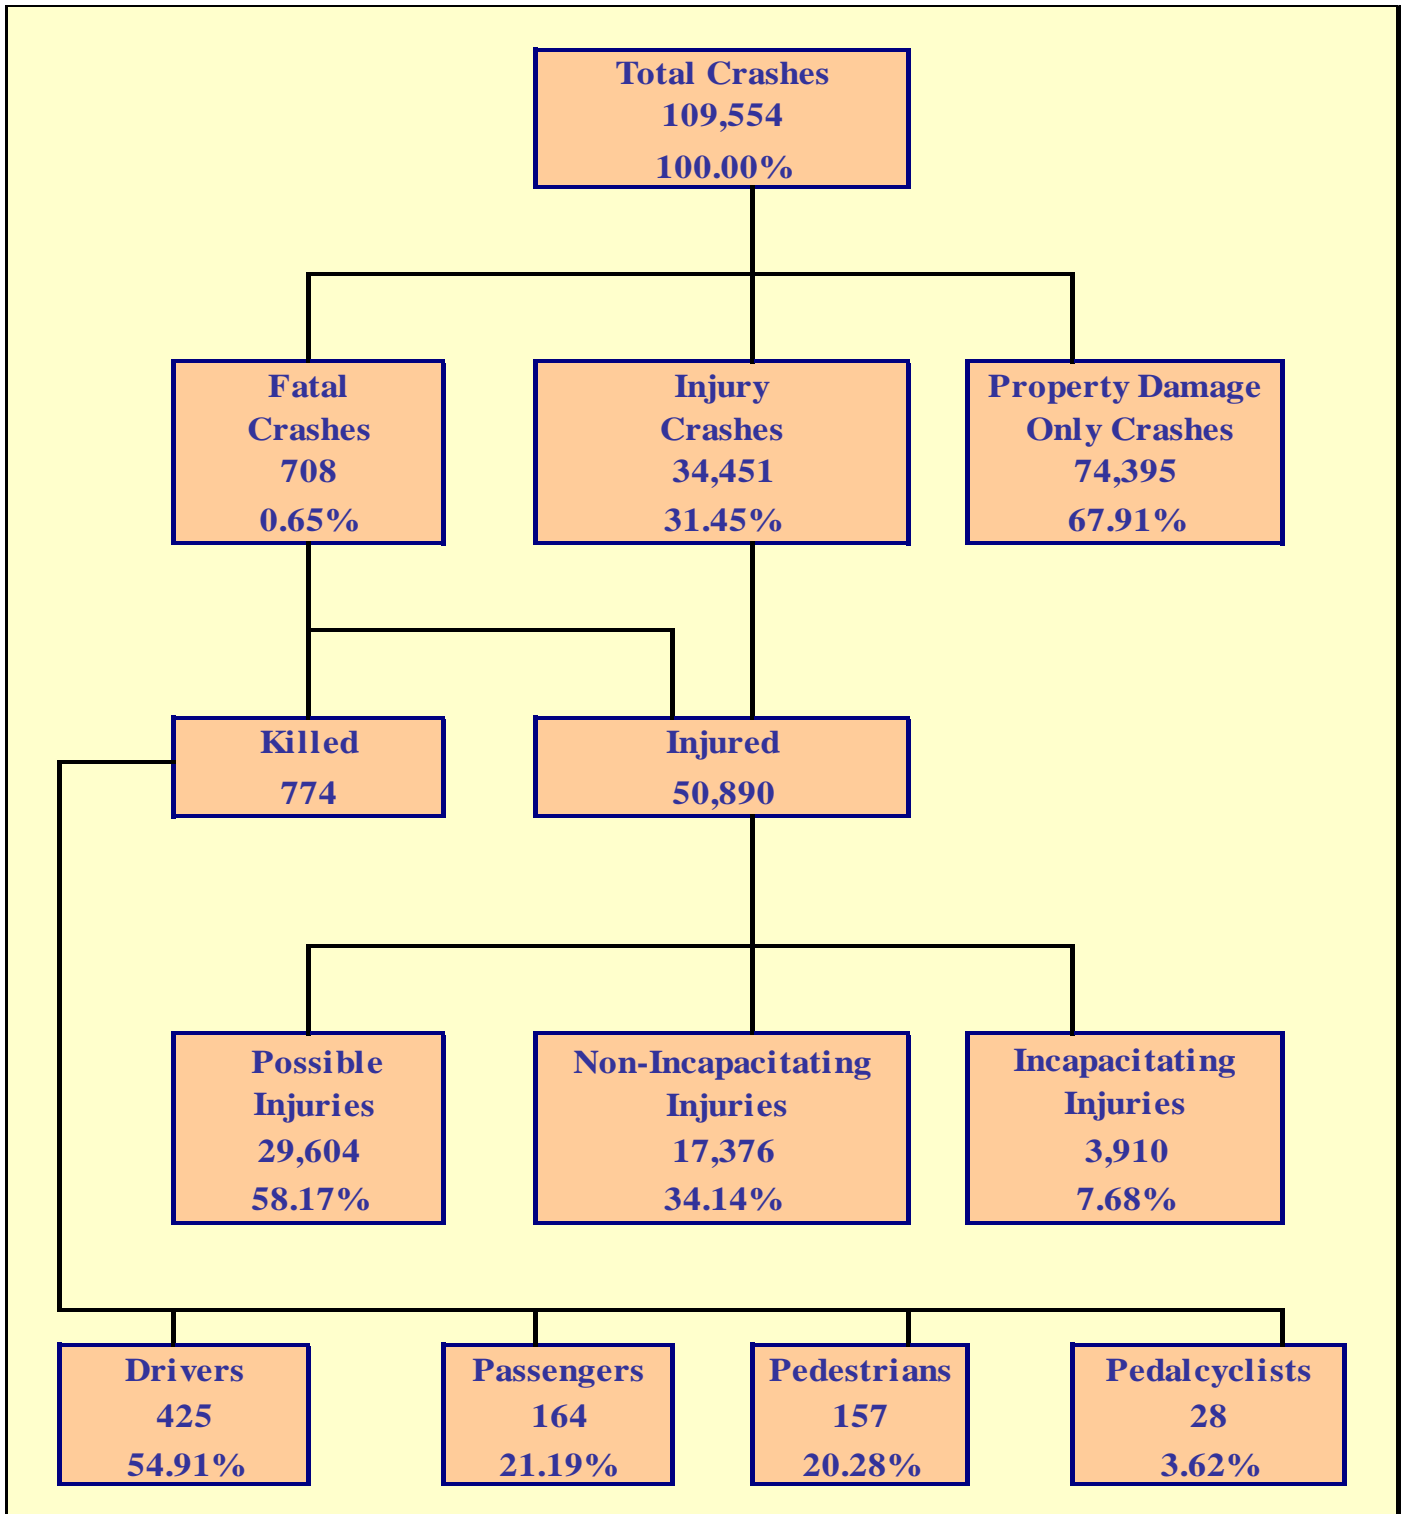 Total Crashes
109,554
100.00%
Fatal
Crashes
708
0.65%
Injury
Crashes
34,451
31.45%
Property Damage
Only Crashes
74,395
67.91%
Killed
774
Injured
50,890
Possible
Injuries
29,604
58.17%
Non-Incapacitating
Injuries
17,376
34.14%
Incapacitating
Injuries
3,910
7.68%
Drivers
425
54.91%
Passengers
164
21.19%
Pedestrians
157
20.28%
Pedalcyclists
28
3.62%